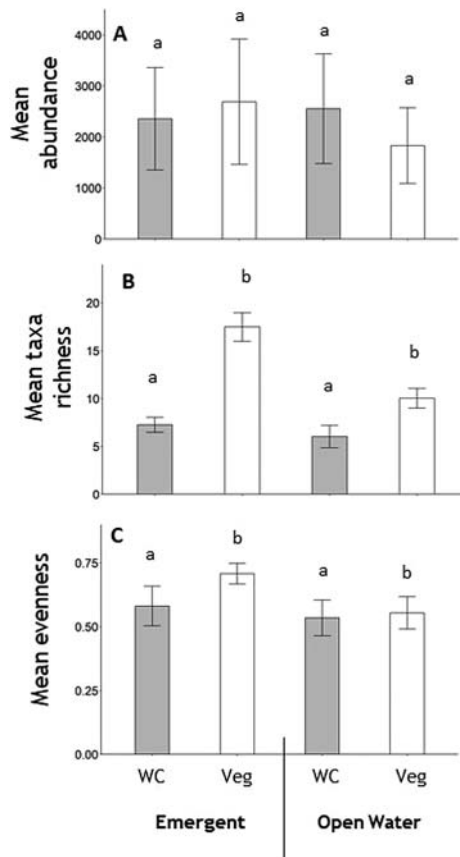 A
a
a
a
a
4000
3000
2000
1000
0
Mean
abundance
B
b
b
a
a
20
15
10
5
0
Mean taxa
richness
C
a
b
a
b
0.75
0.50
0.25
0.00
Mean evenness
WC Veg WC Veg
Emergent Open Water